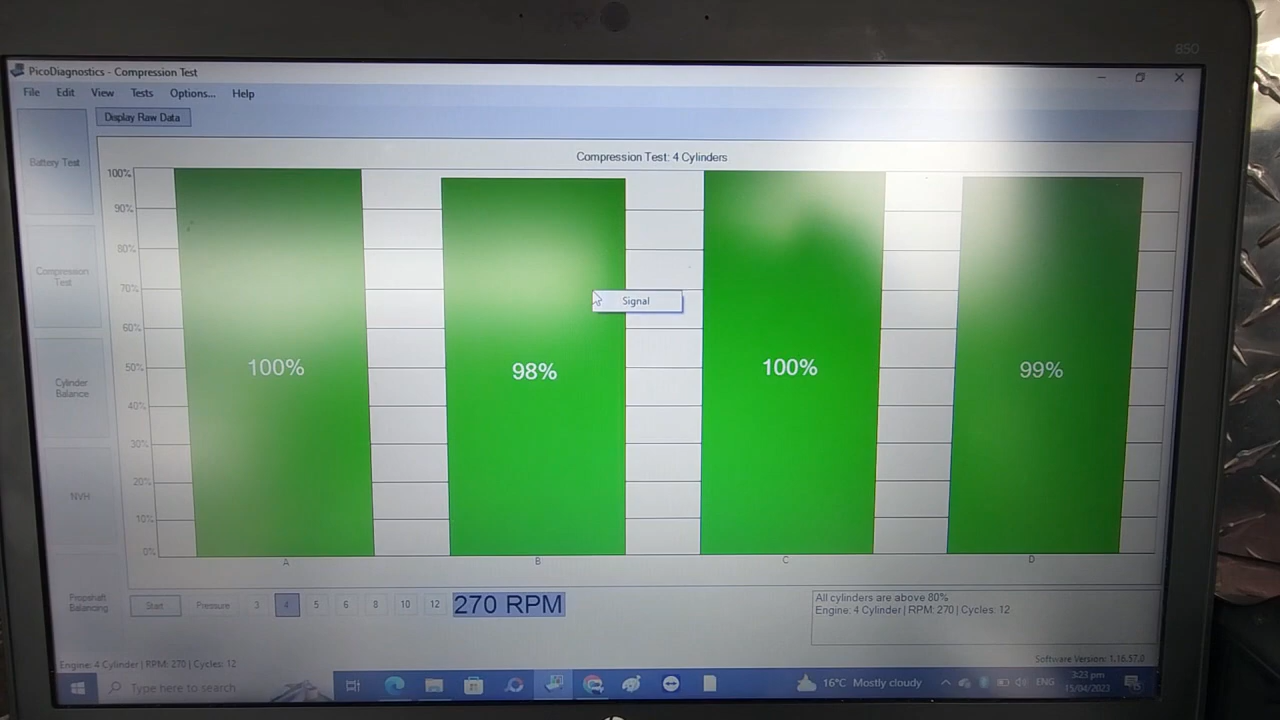 850
PicoDiagnostics - Compression Test
File Edit View Tests Options... Help
Display Raw Data
Battery Test
Compression
Test
Cylinder
Balance
NVH
Propshaft
Balancing
Compression Test: 4 Cylinders
100%
90%
80%
70%
60%
50%
40%
30%
20%
10%
0%
100% 98% 100% 99%
Signal
A B C D
Start Pressure 3 4 5 6 8 10 12 270 RPM
All cylinders are above 80%
Engine: 4 Cylinder | RPM: 270 | Cycles: 12
Engine: 4 Cylinder | RPM: 270 | Cycles: 12
Software Version: 1.16.57.0
Type here to search
16°C Mostly cloudy
ENG
3:23 pm
15/04/2023